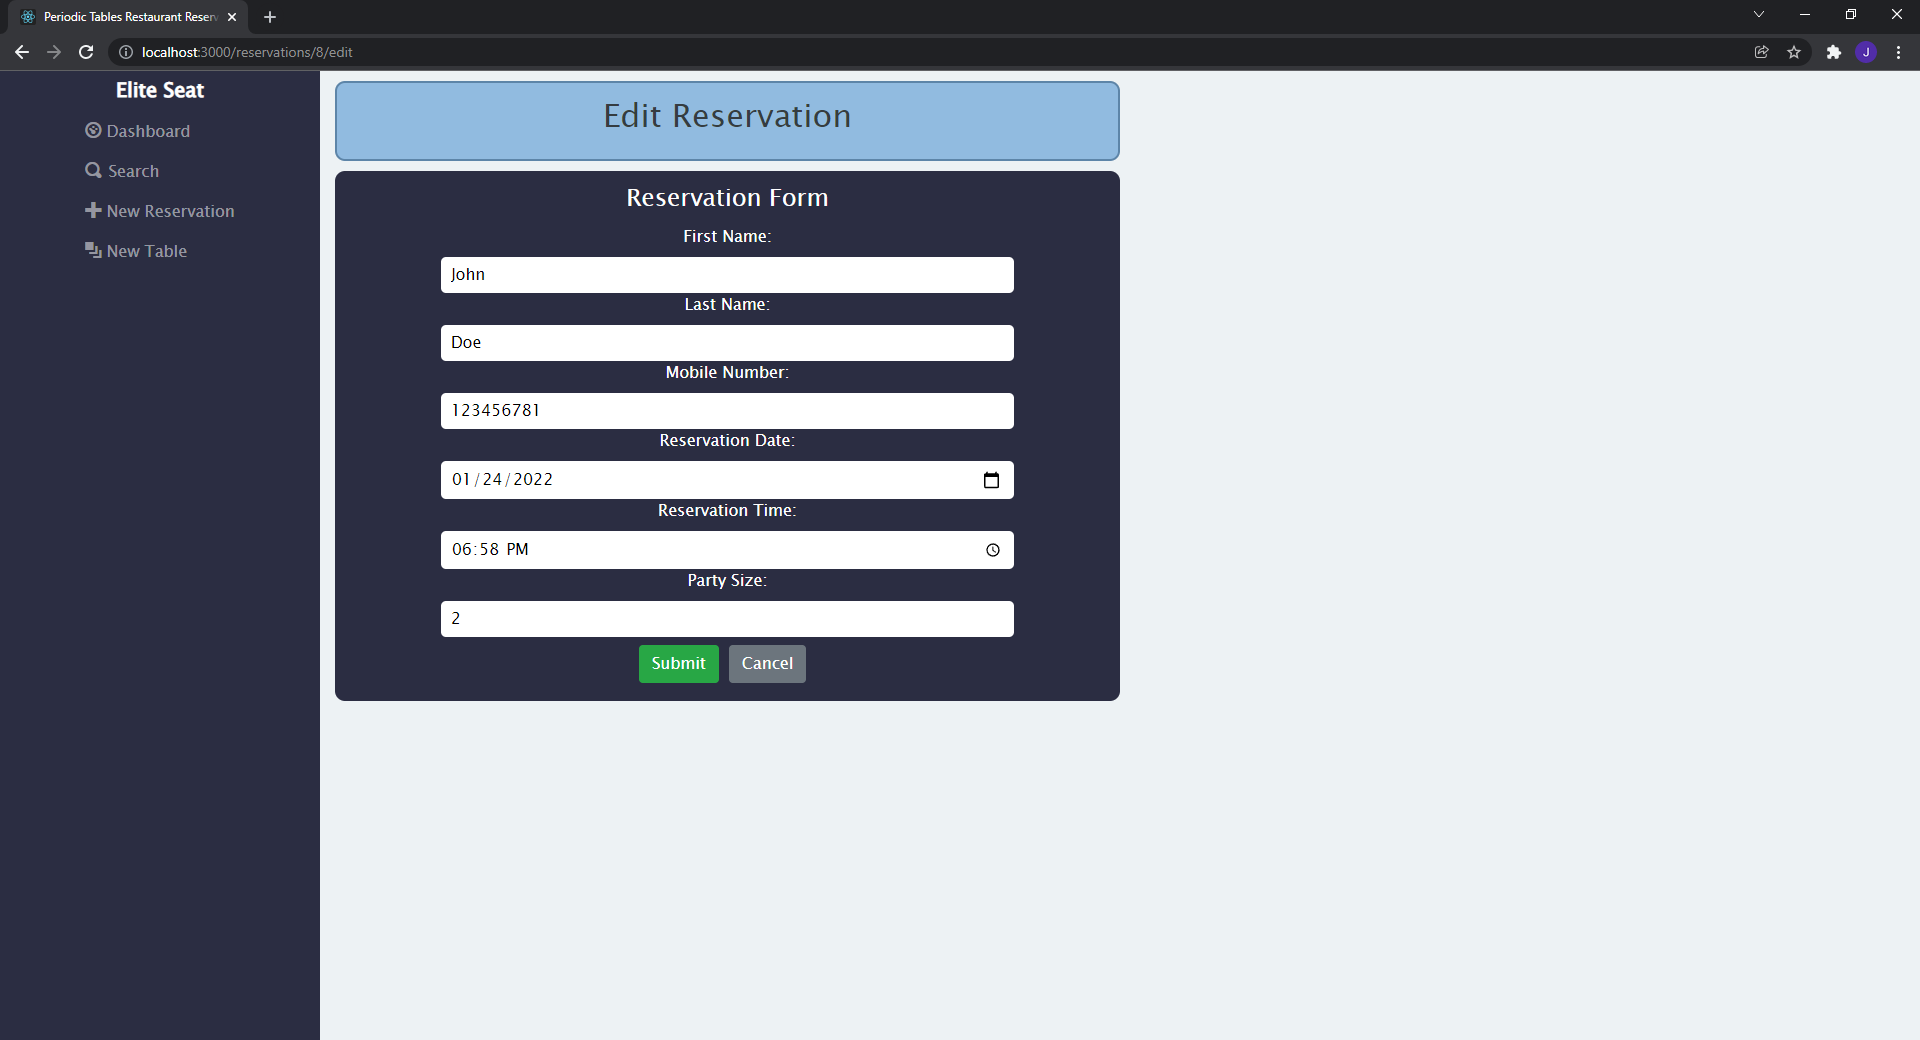 Periodic Tables Restaurant Reser
localhost:3000/reservations/8/edit
J
Elite Seat
Dashboard
Search
New Reservation
New Table
Edit Reservation
Reservation Form
First Name:
John
Last Name:
Doe
Mobile Number:
123456781
Reservation Date:
01/24/2022
Reservation Time:
06:58 PM
Party Size:
2
Submit Cancel